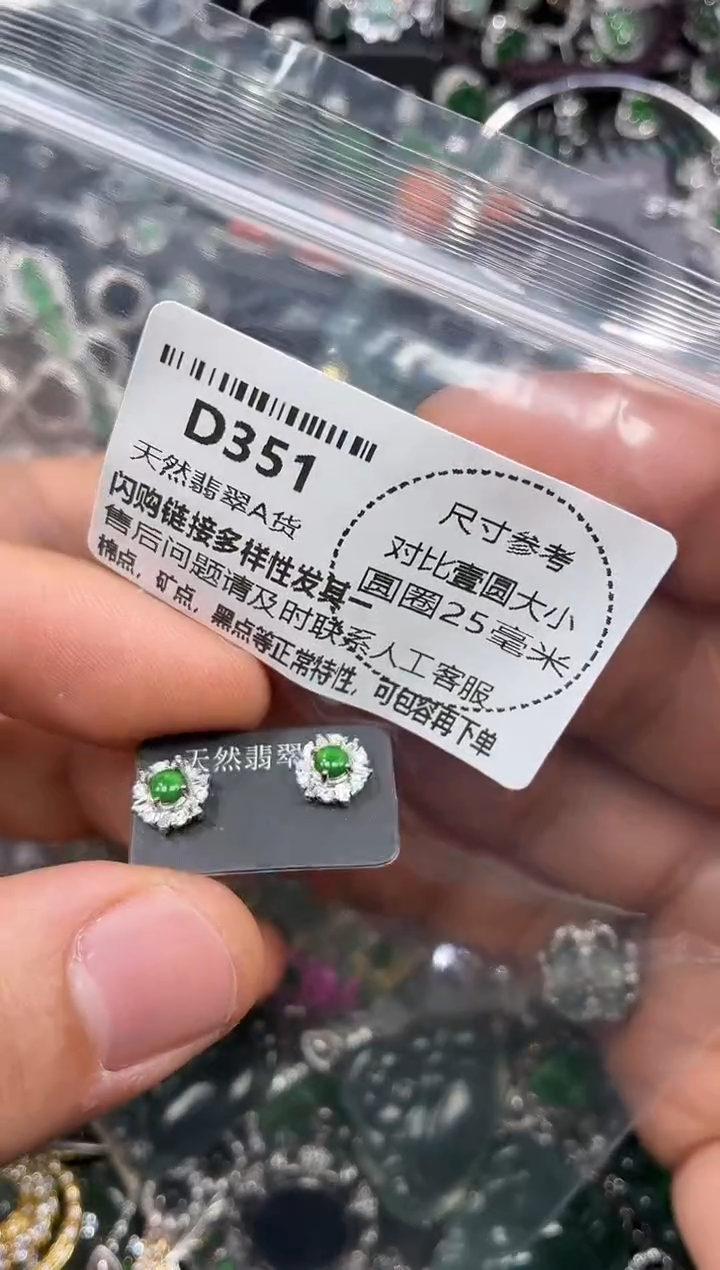 D351
天然翡翠A货
闪购链接多样性发其一
售后问题请及时联系人工客服
棉点，矿点，黑点等正常特性，可包容再下单
尺寸参考
对比壹圆大小
圆圈25毫米
天然翡翠